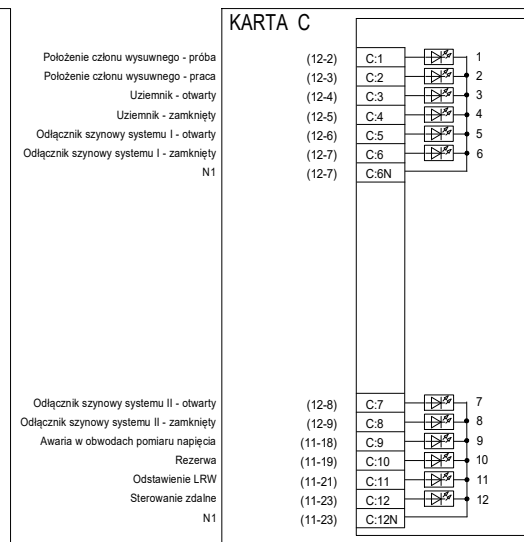 KARTA C
Położenie członu wysuwnego - próba (12-2) C:1 1
Położenie członu wysuwnego - praca (12-3) C:2 2
Uziemnik - otwarty (12-4) C:3 3
Uziemnik - zamknięty (12-5) C:4 4
Odłącznik szynowy systemu I - otwarty (12-6) C:5 5
Odłącznik szynowy systemu I - zamknięty (12-7) C:6 6
N1 (12-7) C:6N
Odłącznik szynowy systemu II - otwarty (12-8) C:7 7
Odłącznik szynowy systemu II - zamknięty (12-9) C:8 8
Awaria w obwodach pomiaru napięcia (11-18) C:9 9
Rezerwa (11-19) C:10 10
Odstawienie LRW (11-21) C:11 11
Sterowanie zdalne (11-23) C:12 12
N1 (11-23) C:12N